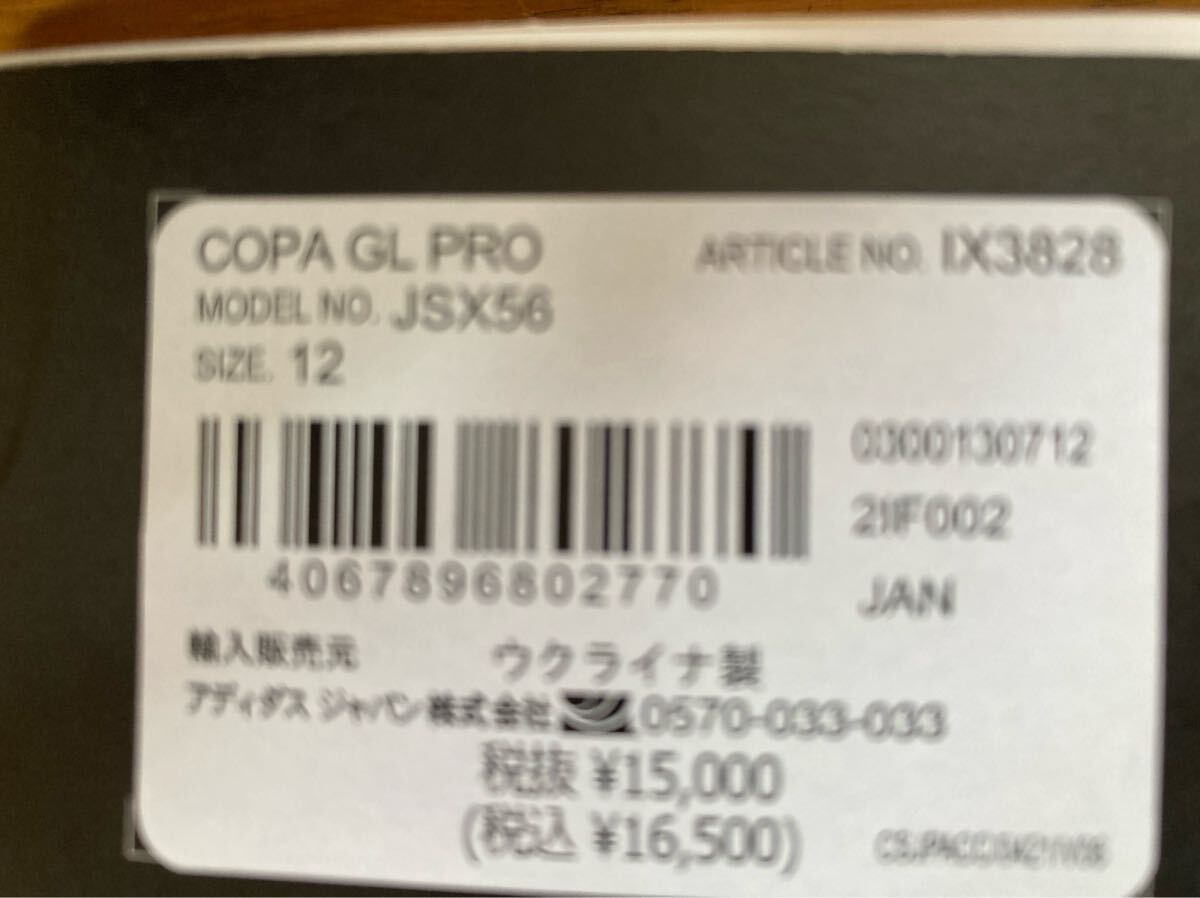 COPA GL PRO
ARTICLE NO. IX3828
MODEL NO. JSX56
SIZE. 12
0300130712
2IIF002
4067896802770
JAN
輸入販売元
ウクライナ製
アディダス ジャパン株式会社 0570-033-033
税抜 ¥15,000
(税込 ¥16,500)